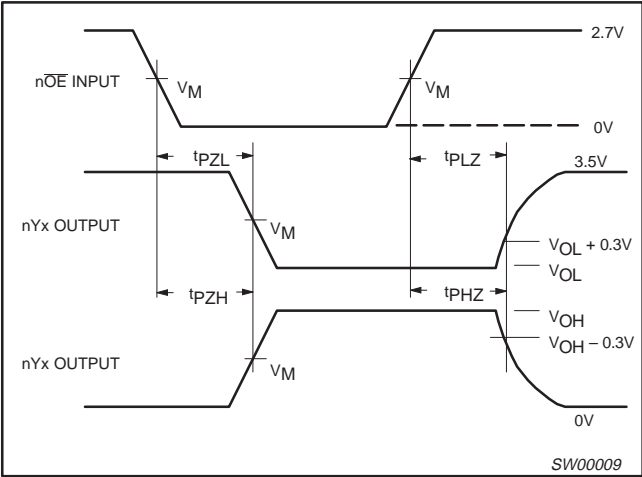 2.7V
nOE INPUT
VM
VM
0V
tPZL
tPLZ
3.5V
nYx OUTPUT
VM
VOL + 0.3V
VOL
tPZH
tPHZ
VOH
VOH – 0.3V
nYx OUTPUT
VM
0V
SW00009